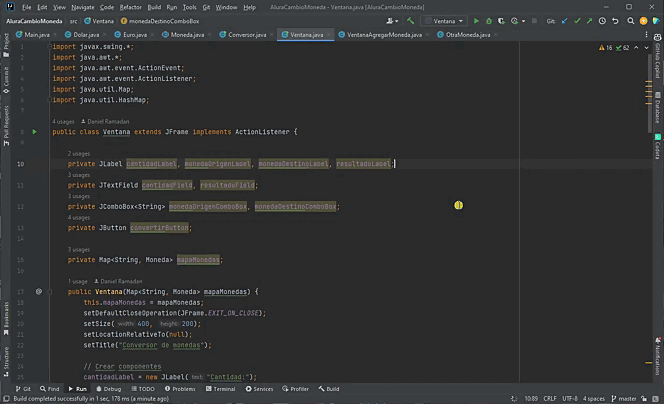 File Edit View Navigate Code Refactor Build Run Tools Git Window Help AluraCambioMoneda - Ventana.java [AluraCambioMoneda]
AluraCambioMoneda src Ventana monedaDestinoComboBox Ventana Git:
Main.java Dolar.java Euro.java Moneda.java Conversor.java Ventana.java VentanaAgregarMoneda.java OtraMoneda.java
1 import javax.swing.*; 16 62
2 import java.awt.*;
3 import java.awt.event.ActionEvent;
4 import java.awt.event.ActionListener;
5 import java.util.Map;
6 import java.util.HashMap;
7
4 usages Daniel Ramadan
8 public class Ventana extends JFrame implements ActionListener {
9
2 usages
10 private JLabel cantidadLabel, monedaOrigenLabel, monedaDestinoLabel, resultadoLabel;
3 usages
11 private JTextField cantidadField, resultadoField;
3 usages
12 private JComboBox<String> monedaOrigenComboBox, monedaDestinoComboBox;
4 usages
13 private JButton convertirButton;
14
3 usages
15 private Map<String, Moneda> mapaMonedas;
16
1 usage Daniel Ramadan
17 @ public Ventana(Map<String, Moneda> mapaMonedas) {
18 this.mapaMonedas = mapaMonedas;
19 setDefaultCloseOperation(JFrame.EXIT_ON_CLOSE);
20 setSize( width: 400, height: 200);
21 setLocationRelativeTo(null);
22 setTitle("Conversor de monedas");
23
24 // Crear componentes
25 cantidadLabel = new JLabel( text: "Cantidad:");
Project
Commit
Pull Requests
Bookmarks
Structure
GitHub Copilot
Database
Codota
Notifications
Git Find Run Debug TODO Problems Terminal Services Profiler Build
Build completed successfully in 1 sec, 178 ms (a minute ago) 10:89 CRLF UTF-8 4 spaces master